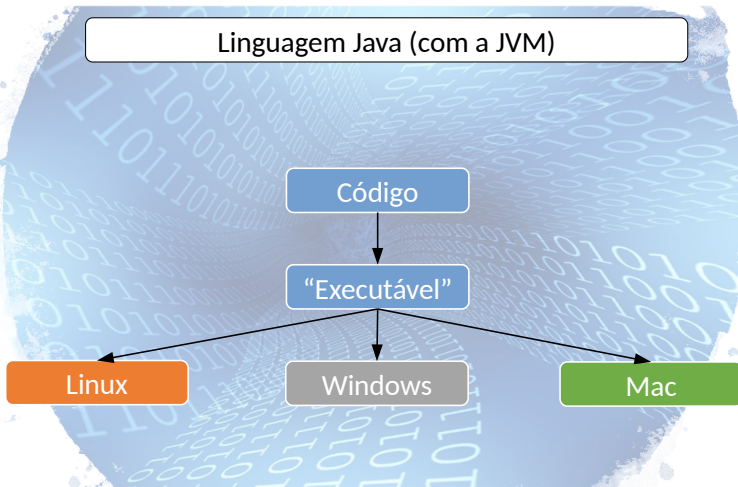 Linguagem Java (com a JVM)
Código
“Executável”
Linux
Windows
Mac